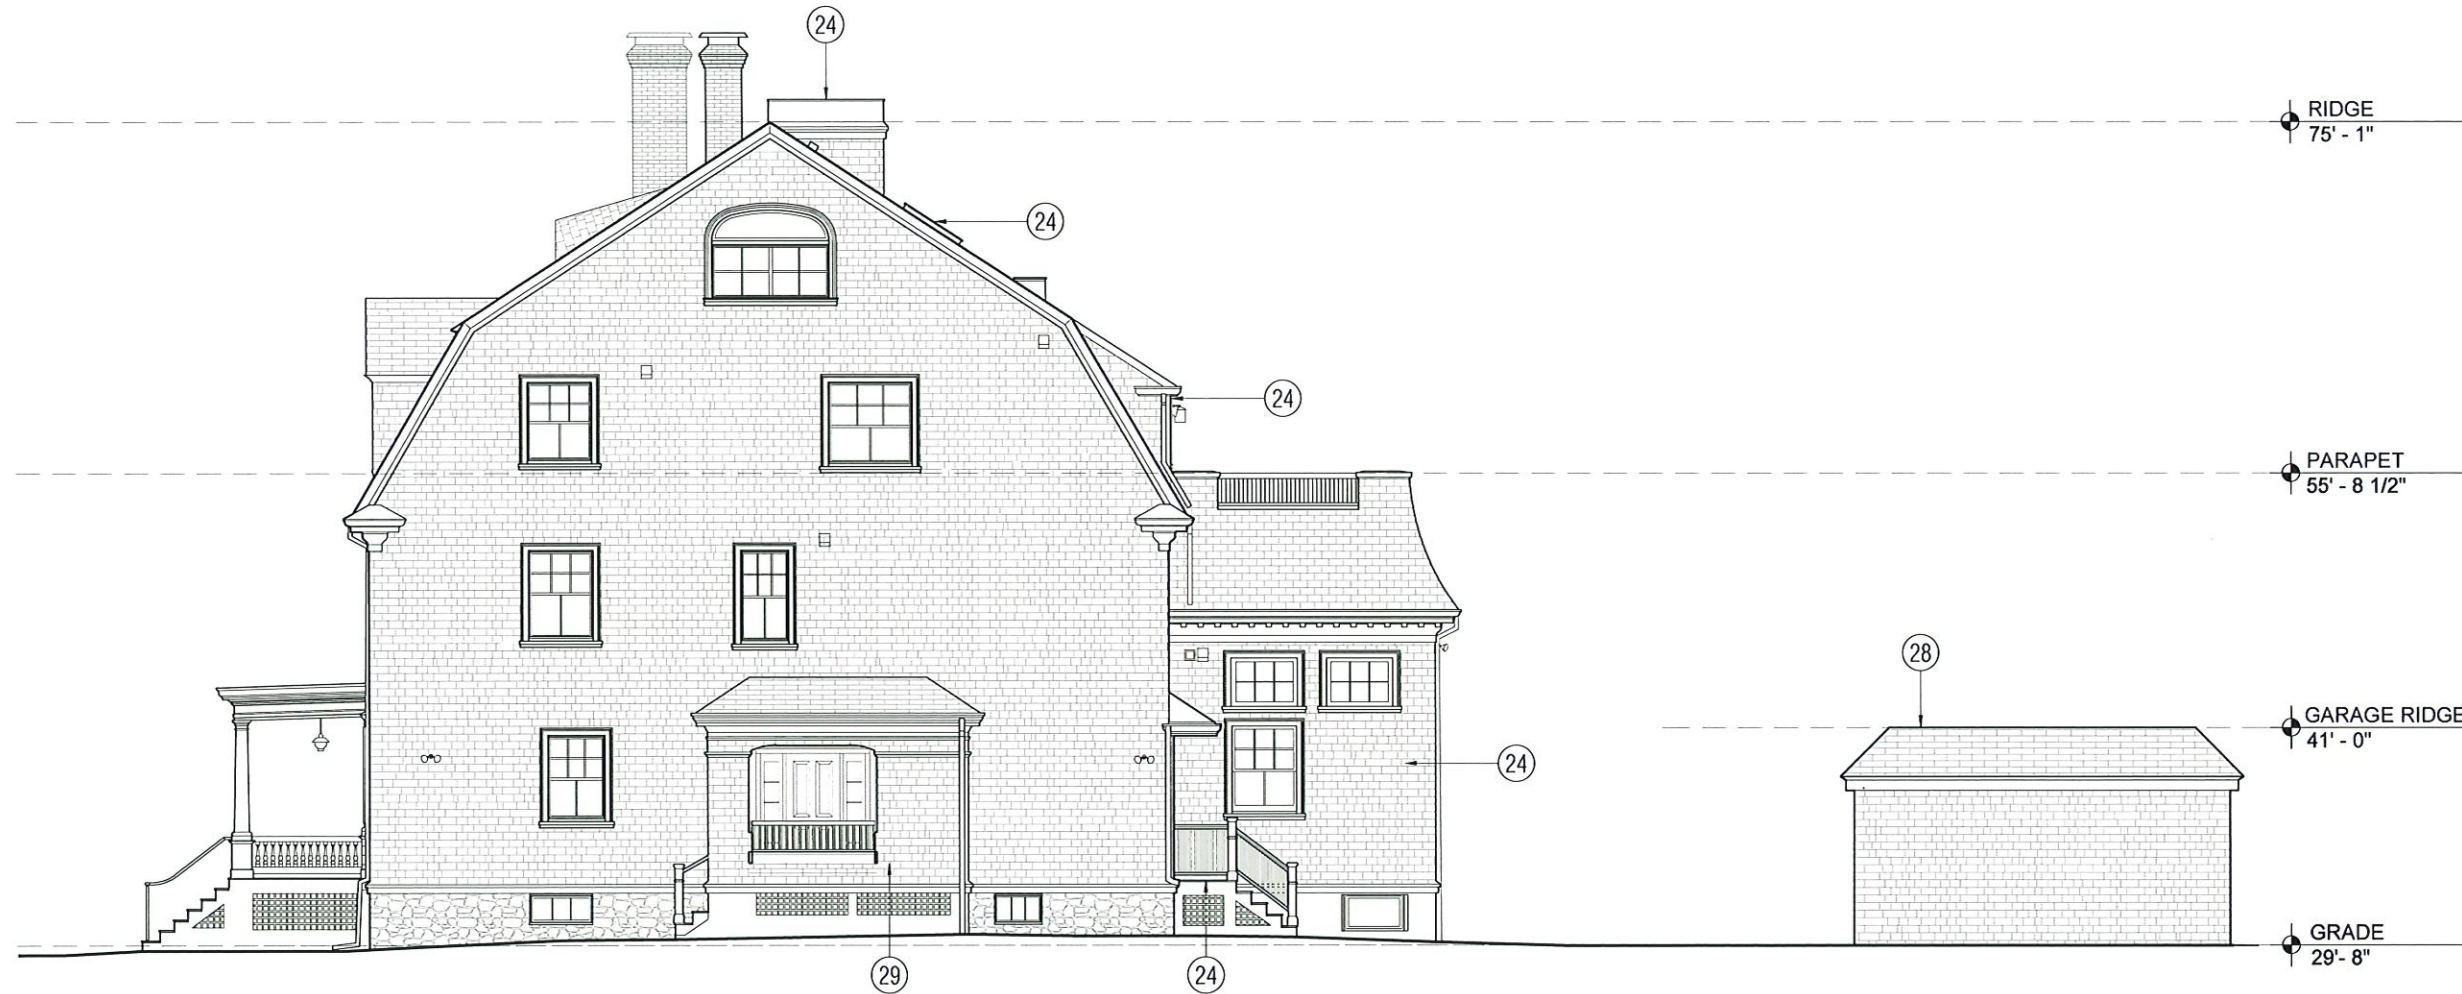 24
RIDGE
75' - 1"
24
24
PARAPET
55' - 8 1/2"
28
GARAGE RIDGE
41' - 0"
24
GRADE
29'- 8"
29
24